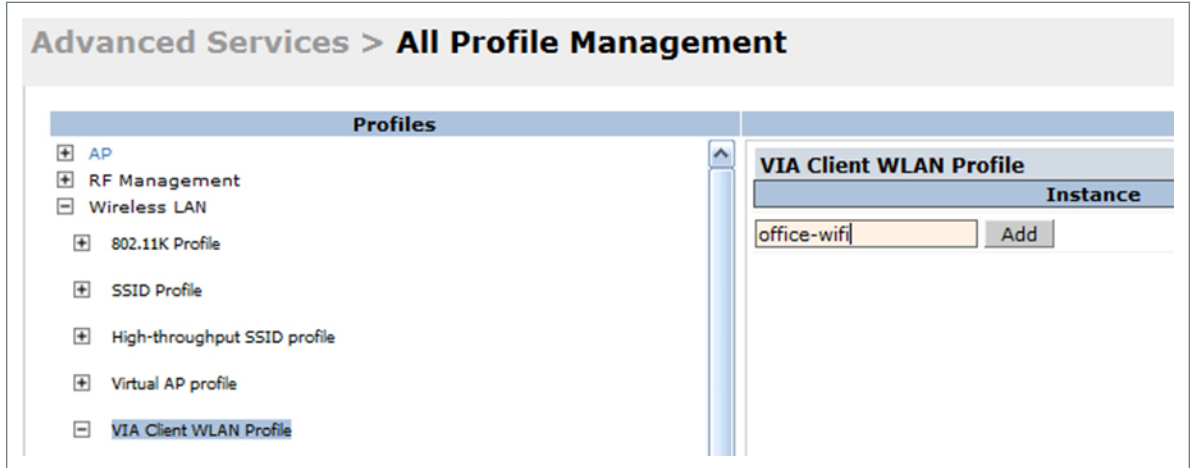 Advanced Services > All Profile Management
Profiles
AP
RF Management
Wireless LAN
802.11K Profile
SSID Profile
High-throughput SSID profile
Virtual AP profile
VIA Client WLAN Profile
VIA Client WLAN Profile
Instance
office-wifi Add